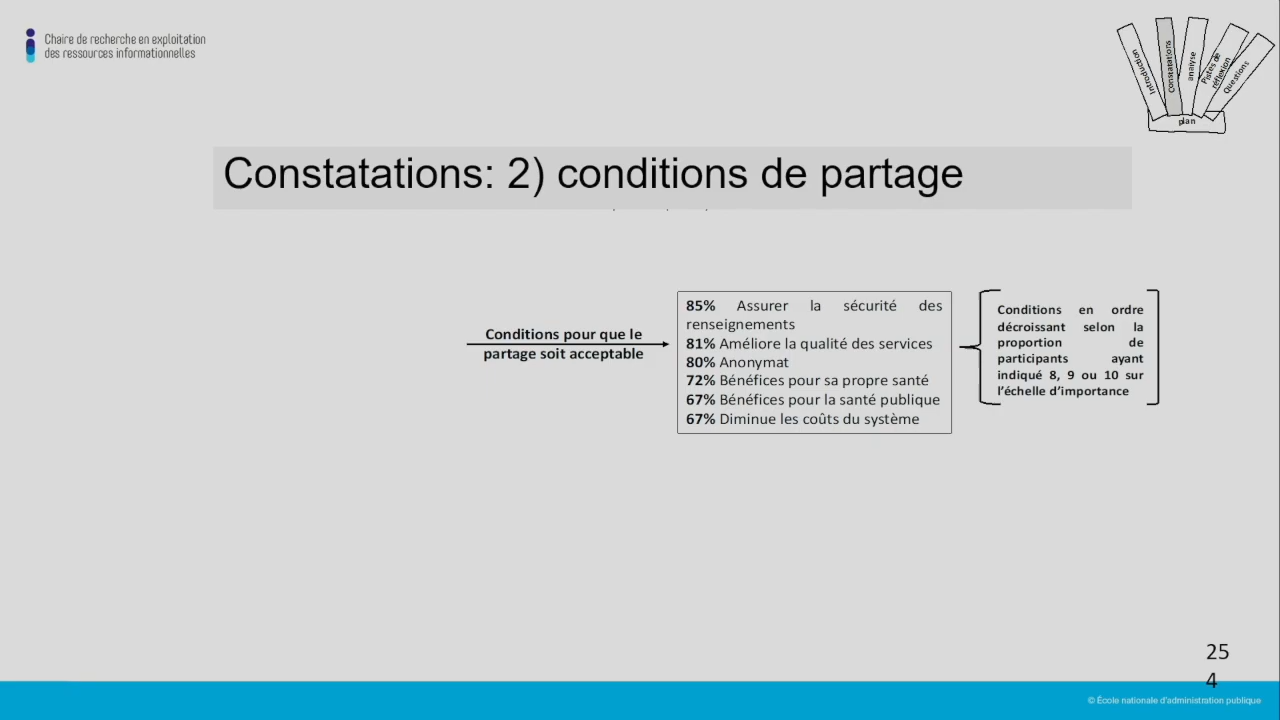 Chaire de recherche en exploitation
des ressources informationnelles
Introduction
Constatations
analyse
Pistes de
réflexion
Questions
plan
Constatations: 2) conditions de partage
Conditions pour que le
partage soit acceptable
85% Assurer la sécurité des
renseignements
81% Améliore la qualité des services
80% Anonymat
72% Bénéfices pour sa propre santé
67% Bénéfices pour la santé publique
67% Diminue les coûts du système
Conditions en ordre
décroissant selon la
proportion de
participants ayant
indiqué 8, 9 ou 10 sur
l’échelle d’importance
25
4
© École nationale d'administration publique